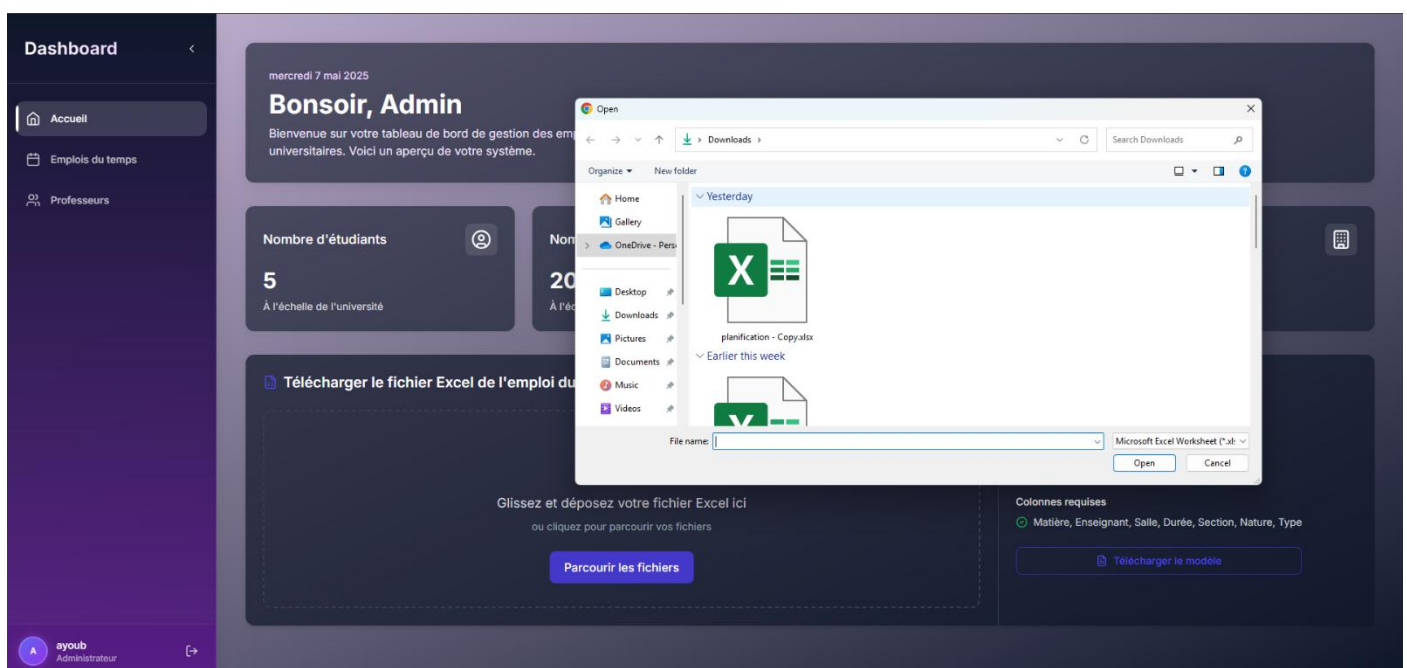 Dashboard
Accueil
Emplois du temps
Professeurs
A
ayoub
Administrateur
mercredi 7 mai 2025
Bonsoir, Admin
Bienvenue sur votre tableau de bord de gestion des
universitaires. Voici un aperçu de votre système.
Nombre d'étudiants
5
À l'échelle de l'université
20
Télécharger le fichier Excel de l'emploi du
Glissez et déposez votre fichier Excel ici
ou cliquez pour parcourir vos fichiers
Parcourir les fichiers
Colonnes requises
Matière, Enseignant, Salle, Durée, Section, Nature, Type
Télécharger le modèle
Open
Downloads
Search Downloads
Organize
New folder
Home
Gallery
OneDrive - Pers
Desktop
Downloads
Pictures
Documents
Music
Videos
Yesterday
X
planification - Copy.xlsx
Earlier this week
File name:
Microsoft Excel Worksheet (*.xl
Open
Cancel